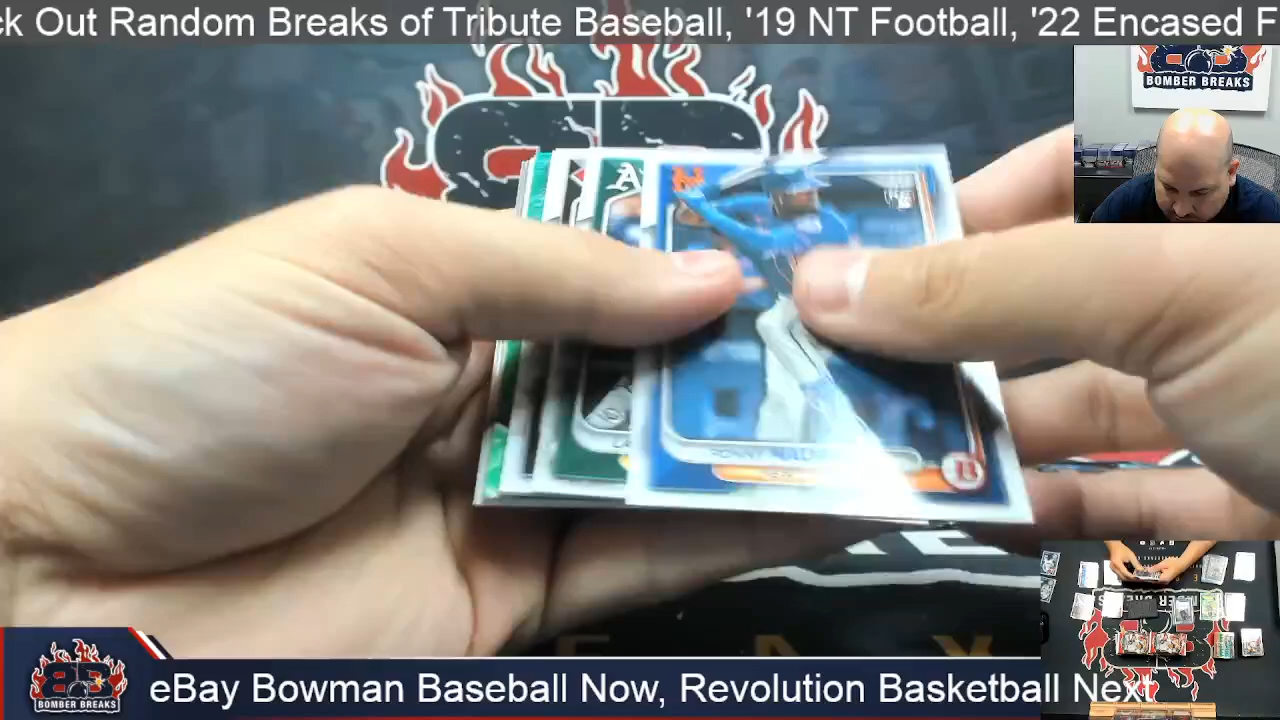 ck Out Random Breaks of Tribute Baseball, '19 NT Football, '22 Encased F
BOMBER BREAKS
B
BOMBER BREAKS
eBay Bowman Baseball Now, Revolution Basketball Next